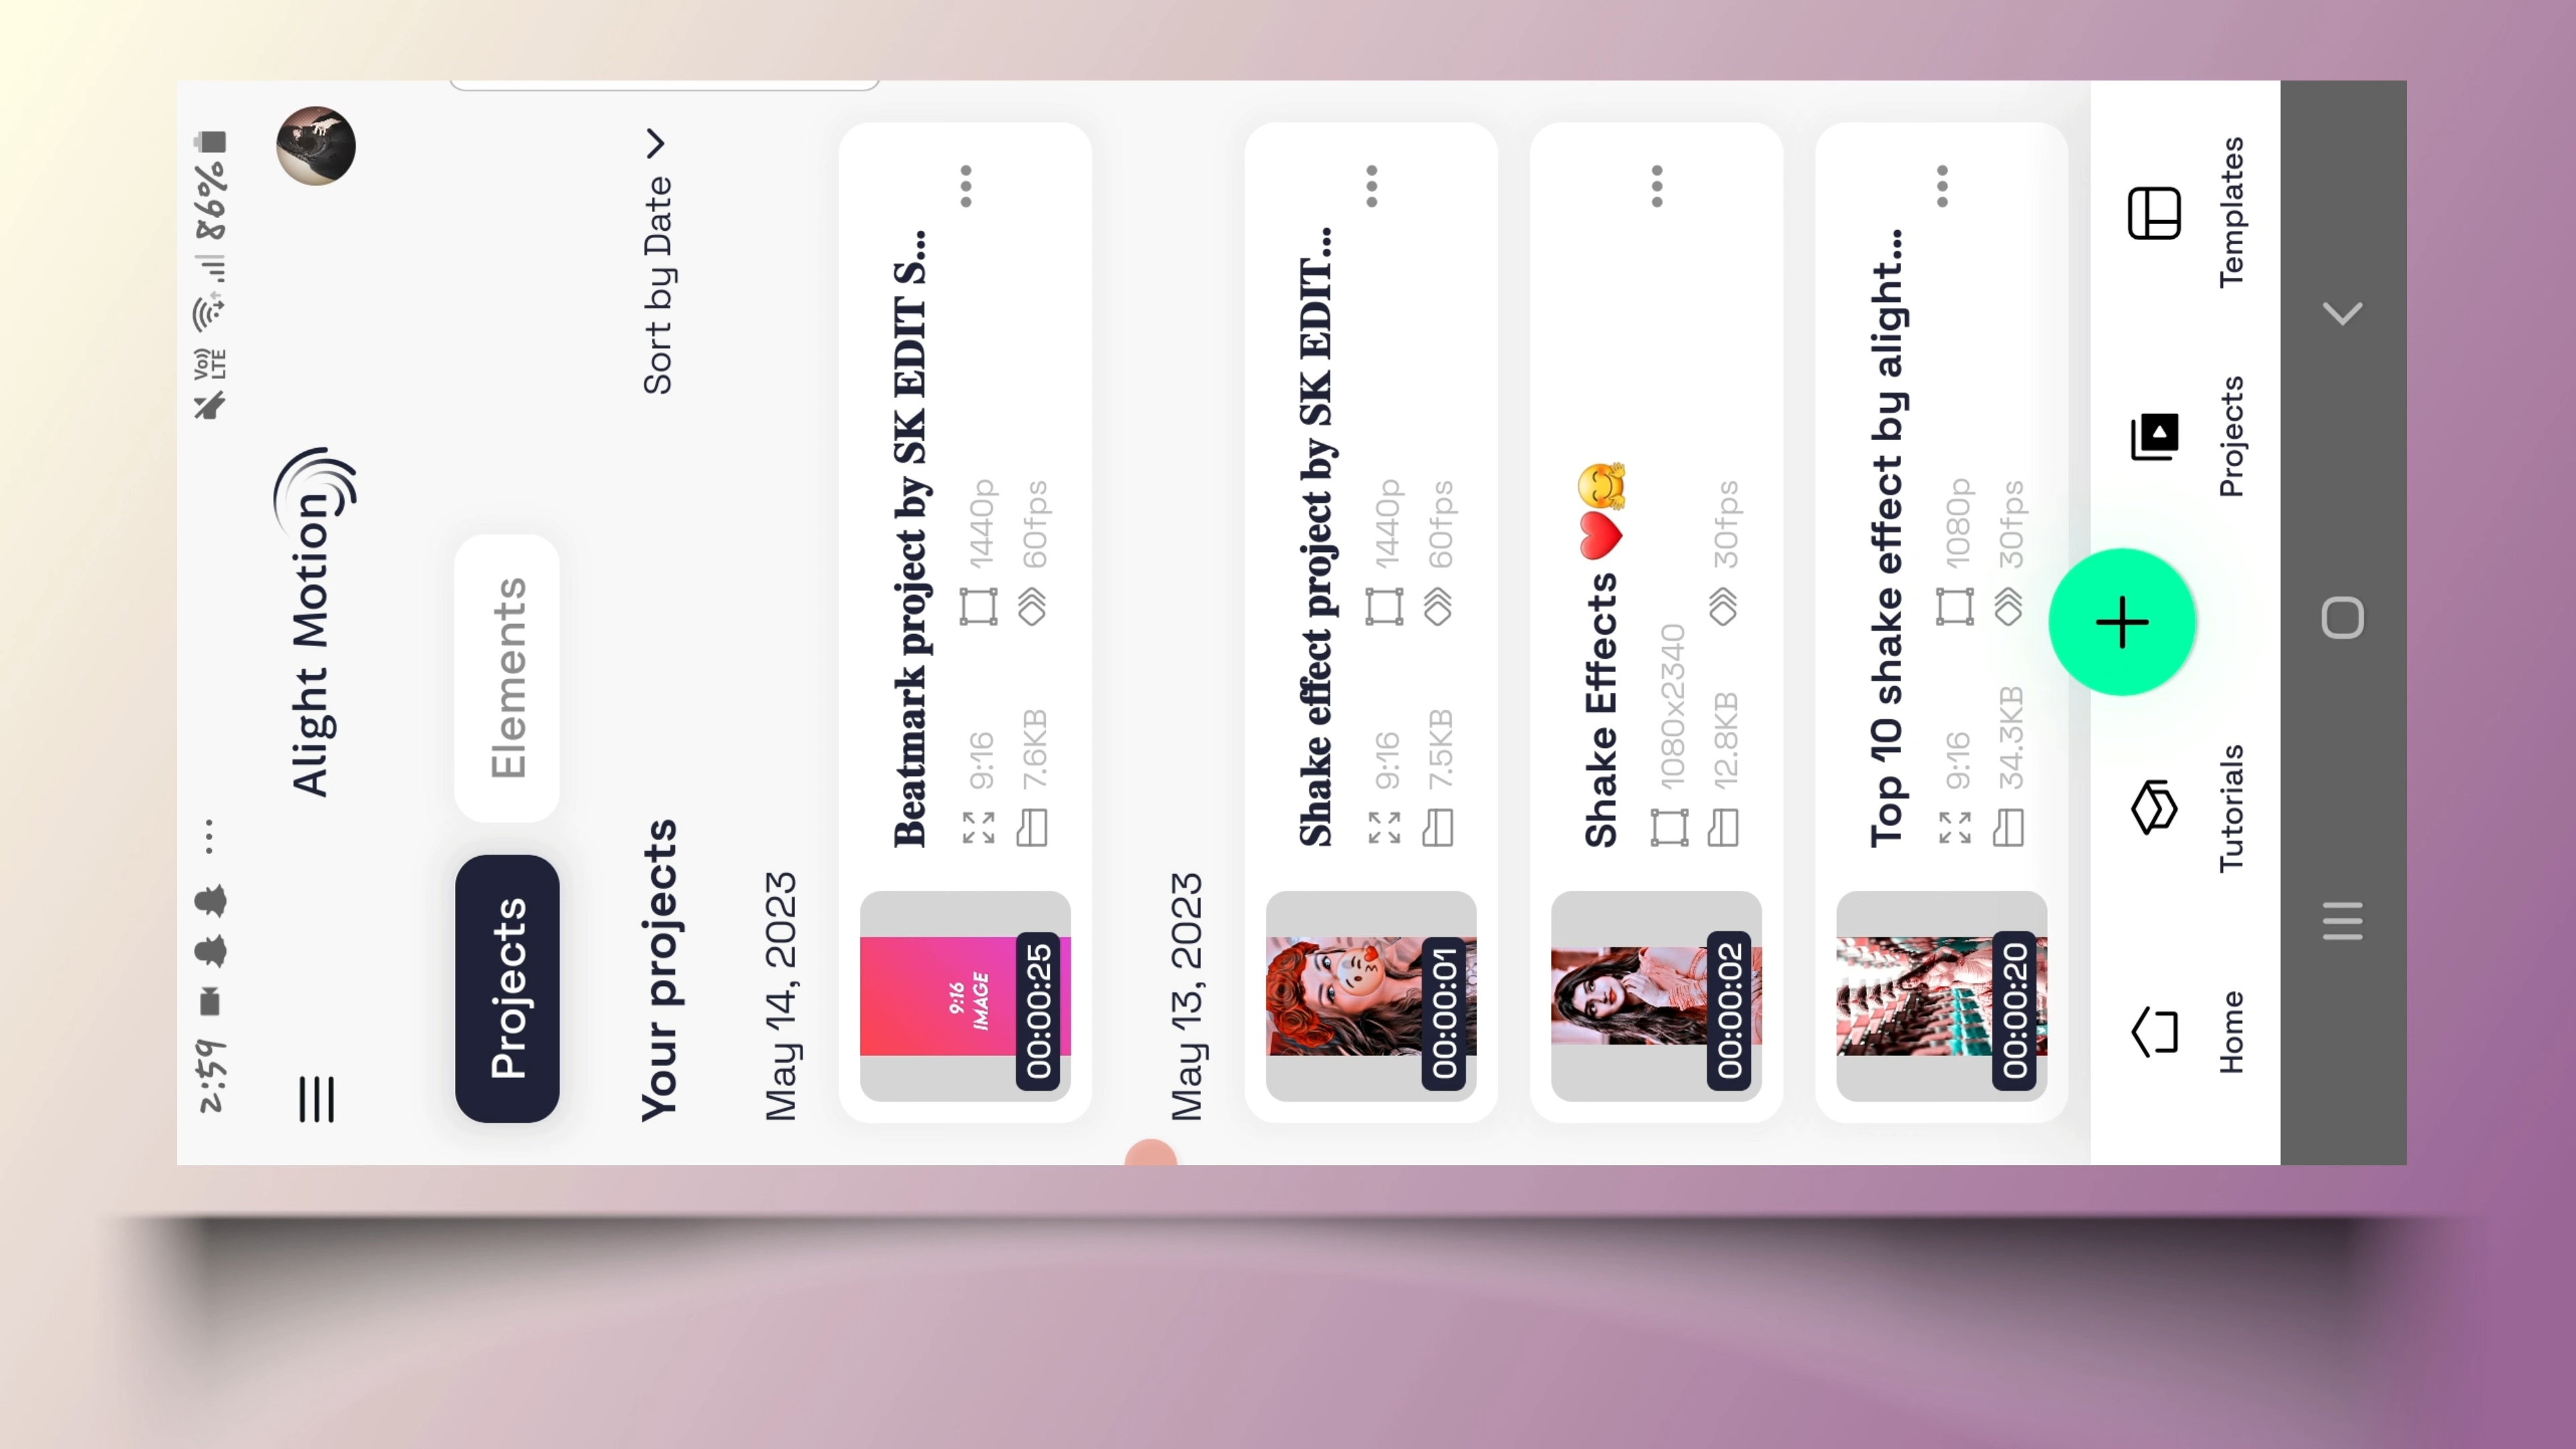 2:59 ... Vo)) LTE 86%
Alight Motion
Projects Elements
Your projects Sort by Date
May 14, 2023
Beatmark project by SK EDIT S...
9:16 1440p
7.6KB 60fps
9:16
IMAGE
00:00:25
May 13, 2023
Shake effect project by SK EDIT...
9:16 1440p
7.5KB 60fps
00:00:01
Shake Effects ❤️🤗
1080x2340
12.8KB 30fps
00:00:02
Top 10 shake effect by alight...
9:16 1080p
34.3KB 30fps
00:00:20
Home Tutorials Projects Templates